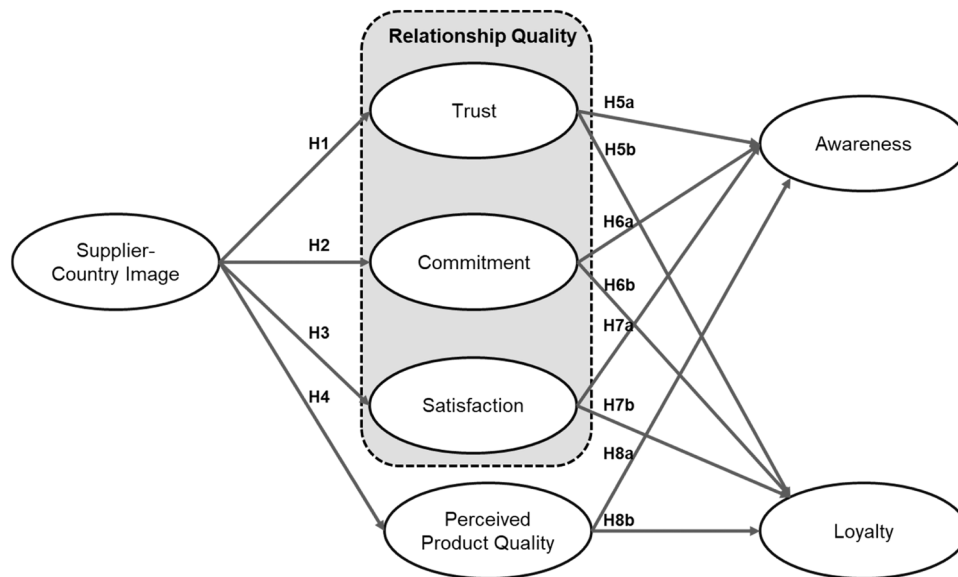 Relationship Quality
Trust
H5a
Awareness
H1
H5b
H6a
Supplier-
Country Image
H2
Commitment
H6b
H3
H7a
H4
Satisfaction
H7b
H8a
Perceived
Product Quality
H8b
Loyalty